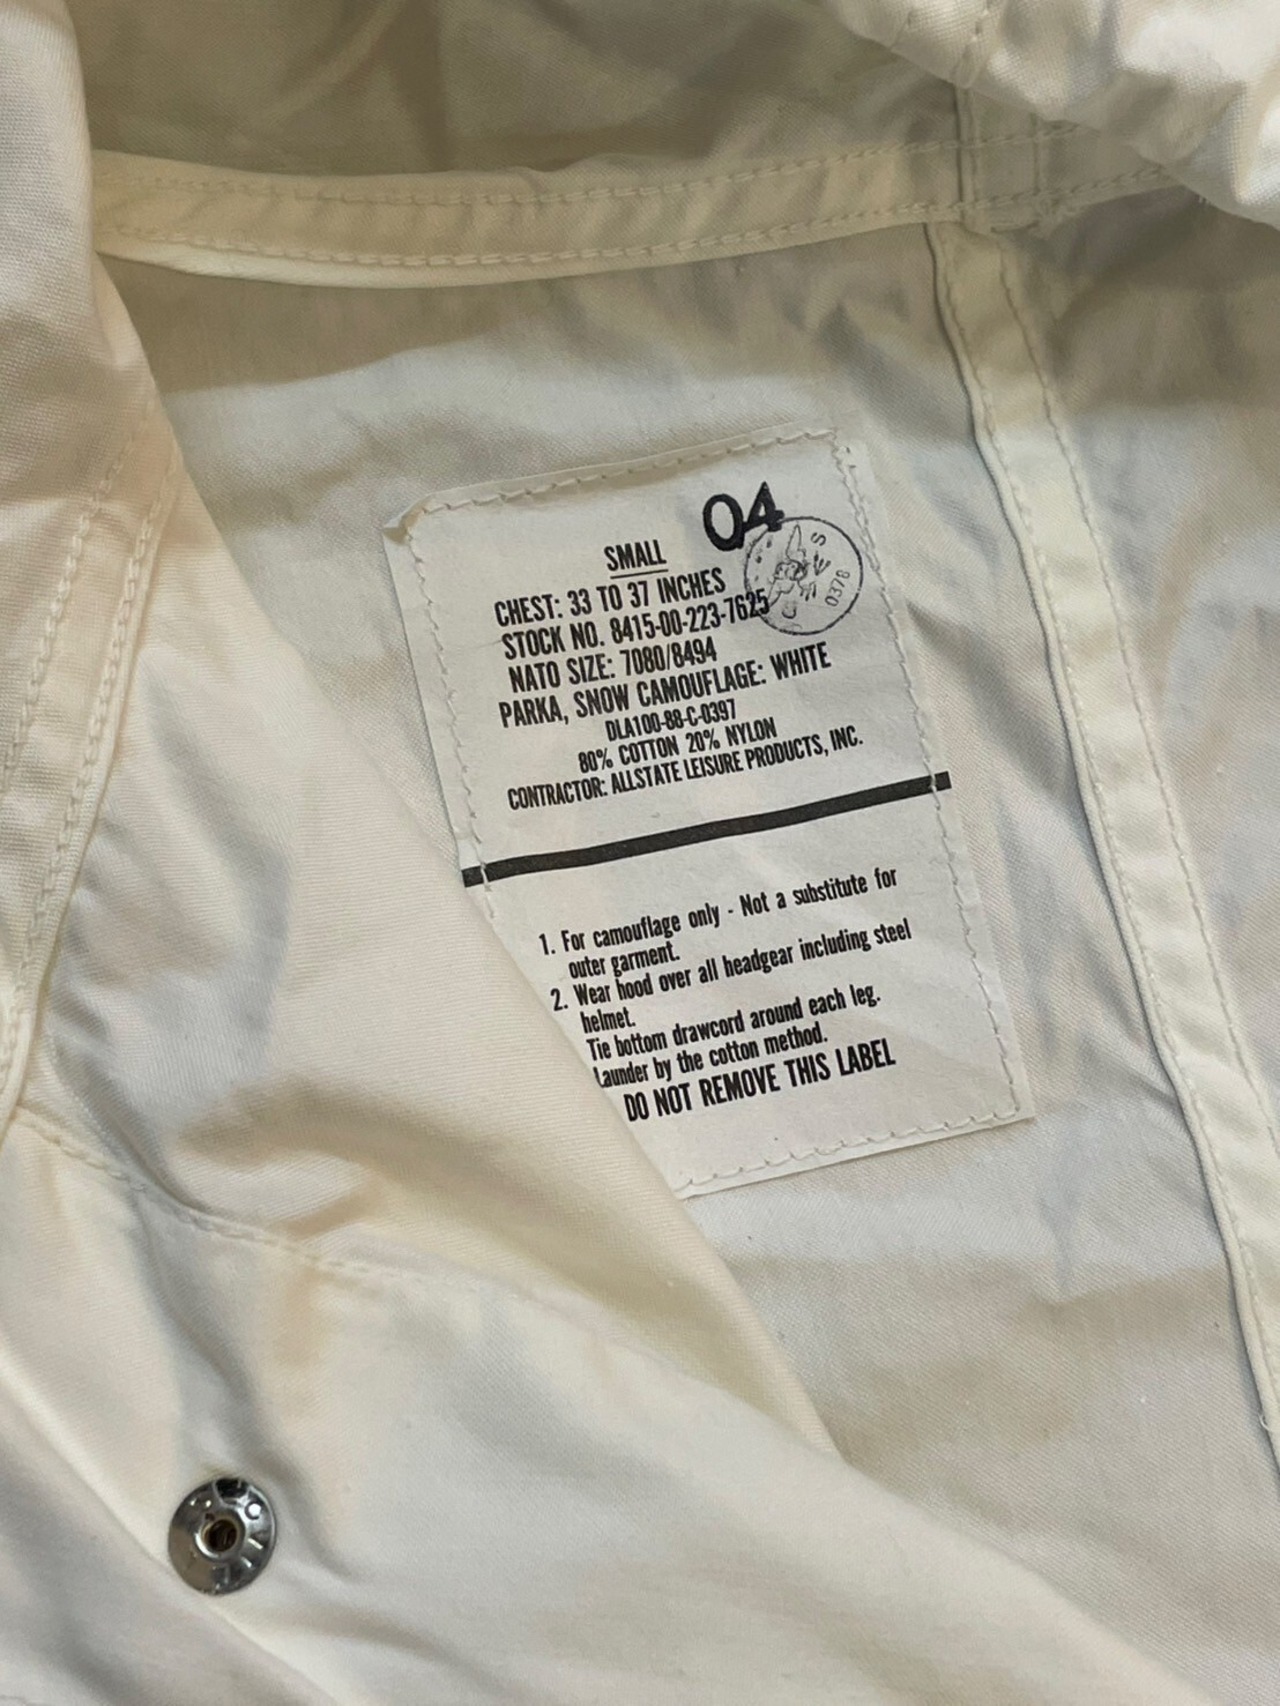 04
SMALL
CHEST: 33 TO 37 INCHES
STOCK NO. 8415-00-223-7625
NATO SIZE: 7080/8494
PARKA, SNOW CAMOUFLAGE: WHITE
DLA100-88-C-0397
80% COTTON 20% NYLON
CONTRACTOR: ALLSTATE LEISURE PRODUCTS, INC.
0378
1. For camouflage only - Not a substitute for
outer garment.
2. Wear hood over all headgear including steel
helmet.
Tie bottom drawcord around each leg.
Launder by the cotton method.
DO NOT REMOVE THIS LABEL